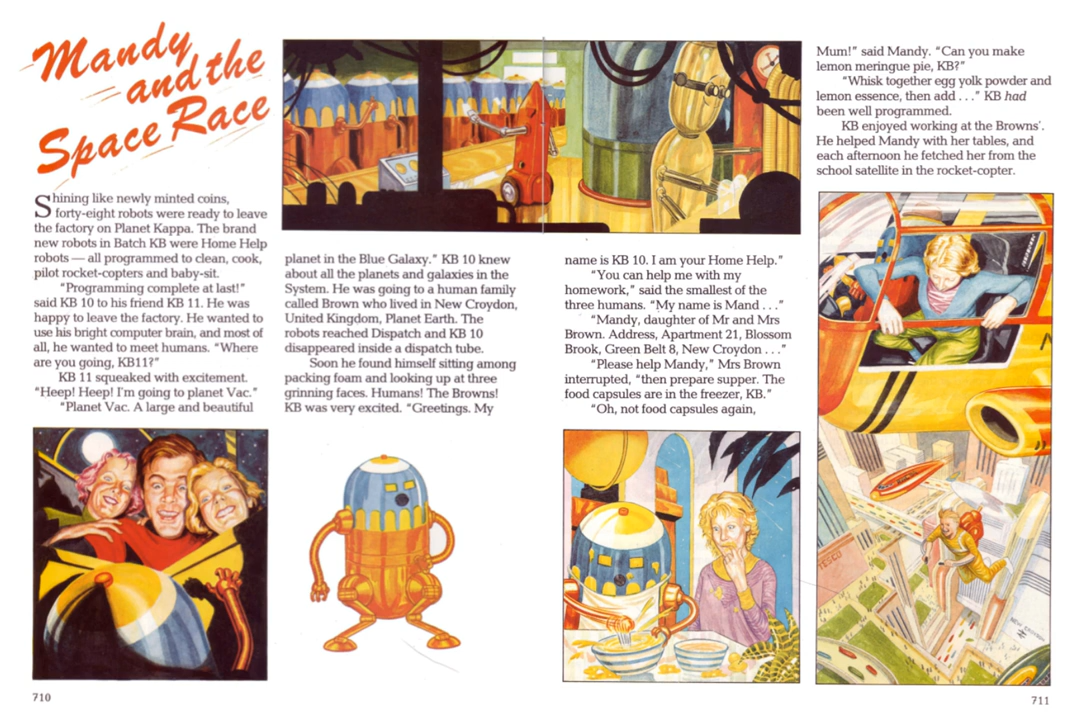 Mandy
and the
Space Race
Shining like newly minted coins,
forty-eight robots were ready to leave
the factory on Planet Kappa. The brand
new robots in Batch KB were Home Help
robots — all programmed to clean, cook,
pilot rocket-copters and baby-sit.
"Programming complete at last!"
said KB 10 to his friend KB 11. He was
happy to leave the factory. He wanted to
use his bright computer brain, and most of
all, he wanted to meet humans. "Where
are you going, KB11?"
KB 11 squeaked with excitement.
"Heep! Heep! I'm going to planet Vac."
"Planet Vac. A large and beautiful
planet in the Blue Galaxy." KB 10 knew
about all the planets and galaxies in the
System. He was going to a human family
called Brown who lived in New Croydon,
United Kingdom, Planet Earth. The
robots reached Dispatch and KB 10
disappeared inside a dispatch tube.
Soon he found himself sitting among
packing foam and looking up at three
grinning faces. Humans! The Browns!
KB was very excited. "Greetings. My
name is KB 10. I am your Home Help."
"You can help me with my
homework," said the smallest of the
three humans. "My name is Mand . . ."
"Mandy, daughter of Mr and Mrs
Brown. Address, Apartment 21, Blossom
Brook, Green Belt 8, New Croydon . . ."
"Please help Mandy," Mrs Brown
interrupted, "then prepare supper. The
food capsules are in the freezer, KB."
"Oh, not food capsules again,
Mum!" said Mandy. "Can you make
lemon meringue pie, KB?"
"Whisk together egg yolk powder and
lemon essence, then add . . ." KB had
been well programmed.
KB enjoyed working at the Browns'.
He helped Mandy with her tables, and
each afternoon he fetched her from the
school satellite in the rocket-copter.
TESCO
NEW CROYDON
710
711